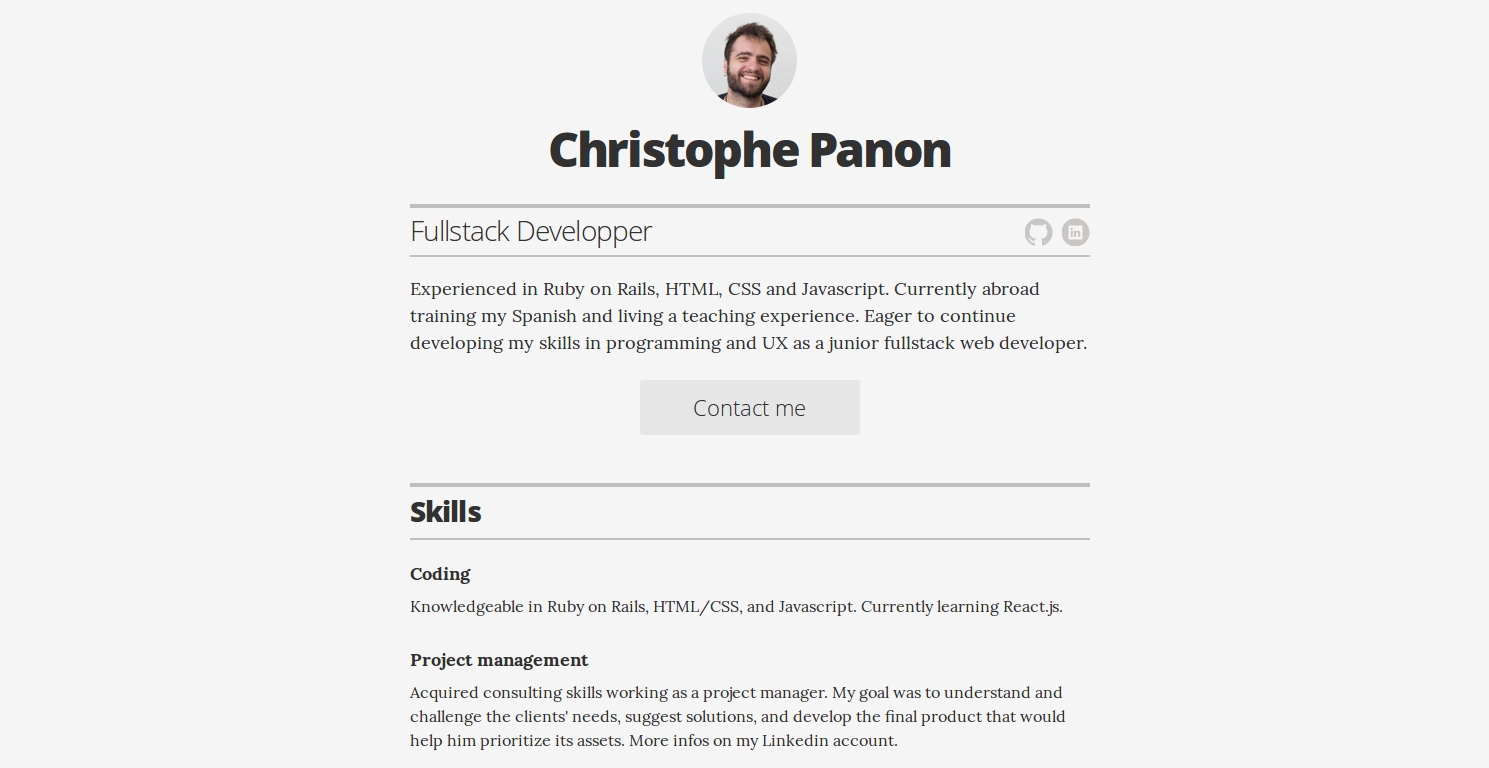 Christophe Panon
Fullstack Developper
in
Experienced in Ruby on Rails, HTML, CSS and Javascript. Currently abroad
training my Spanish and living a teaching experience. Eager to continue
developing my skills in programming and UX as a junior fullstack web developer.
Contact me
Skills
Coding
Knowledgeable in Ruby on Rails, HTML/CSS, and Javascript. Currently learning React.js.
Project management
Acquired consulting skills working as a project manager. My goal was to understand and
challenge the clients' needs, suggest solutions, and develop the final product that would
help him prioritize its assets. More infos on my Linkedin account.